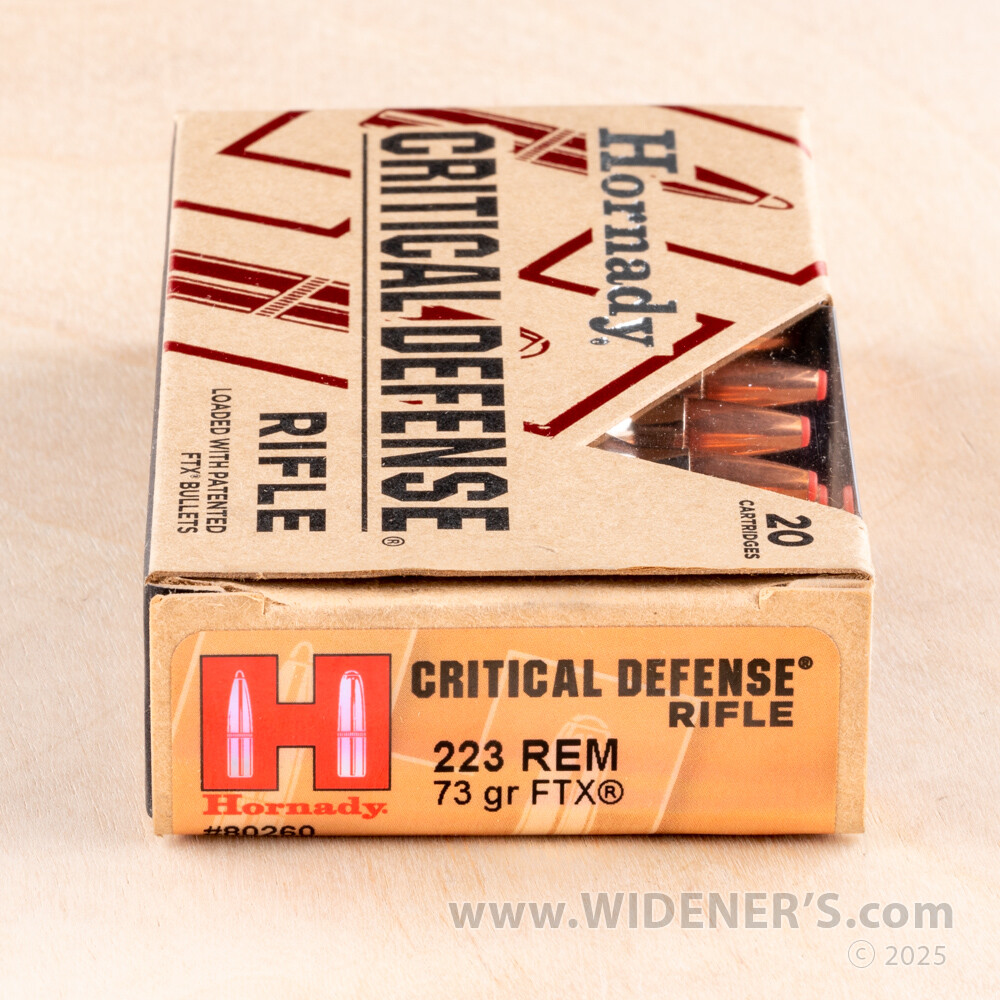 Hornady®
CRITICAL DEFENSE®
RIFLE
LOADED WITH PATENTED
FTX® BULLETS
20
CARTRIDGES
CRITICAL DEFENSE®
RIFLE
223 REM
73 gr FTX®
Hornady.
#80260
www.WIDENER'S.com
© 2025